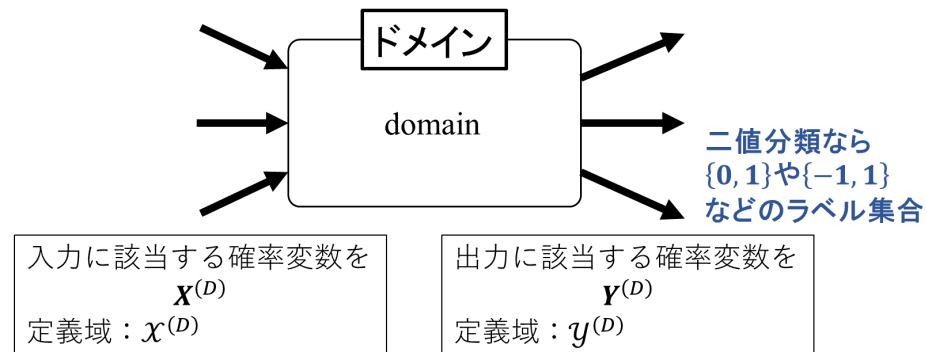 ドメイン
domain
二値分類なら
{0, 1}や{−1, 1}
などのラベル集合
入力に該当する確率変数を
X^(D)
定義域：𝒳^(D)
出力に該当する確率変数を
Y^(D)
定義域：𝒴^(D)